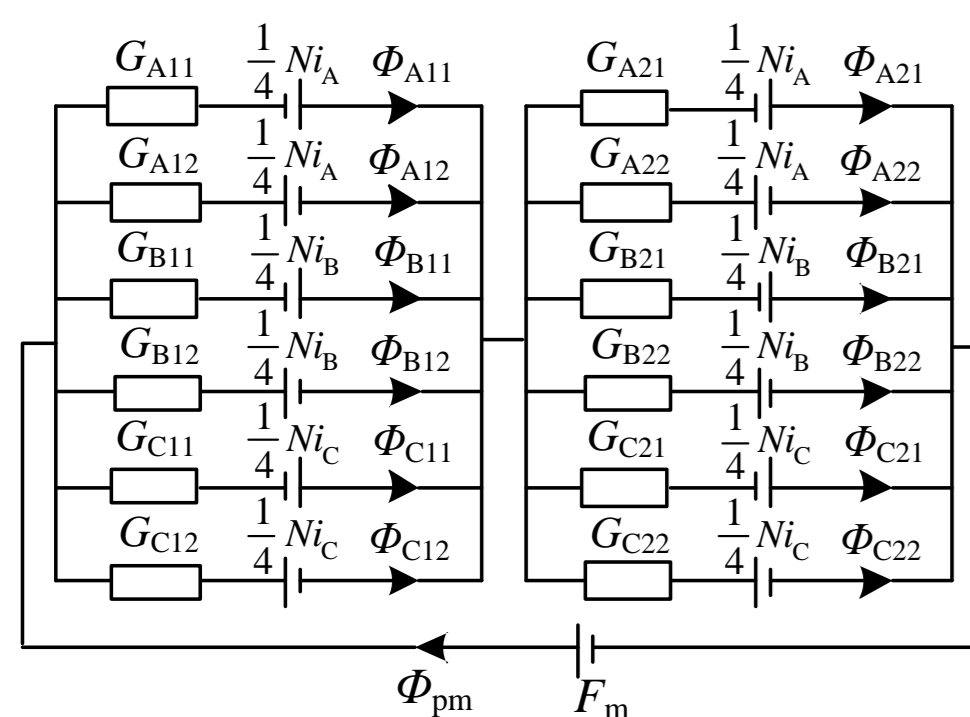 G_A11 1/4 Ni_A Φ_A11 G_A21 1/4 Ni_A Φ_A21
G_A12 1/4 Ni_A Φ_A12 G_A22 1/4 Ni_A Φ_A22
G_B11 1/4 Ni_B Φ_B11 G_B21 1/4 Ni_B Φ_B21
G_B12 1/4 Ni_B Φ_B12 G_B22 1/4 Ni_B Φ_B22
G_C11 1/4 Ni_C Φ_C11 G_C21 1/4 Ni_C Φ_C21
G_C12 1/4 Ni_C Φ_C12 G_C22 1/4 Ni_C Φ_C22
Φ_pm F_m